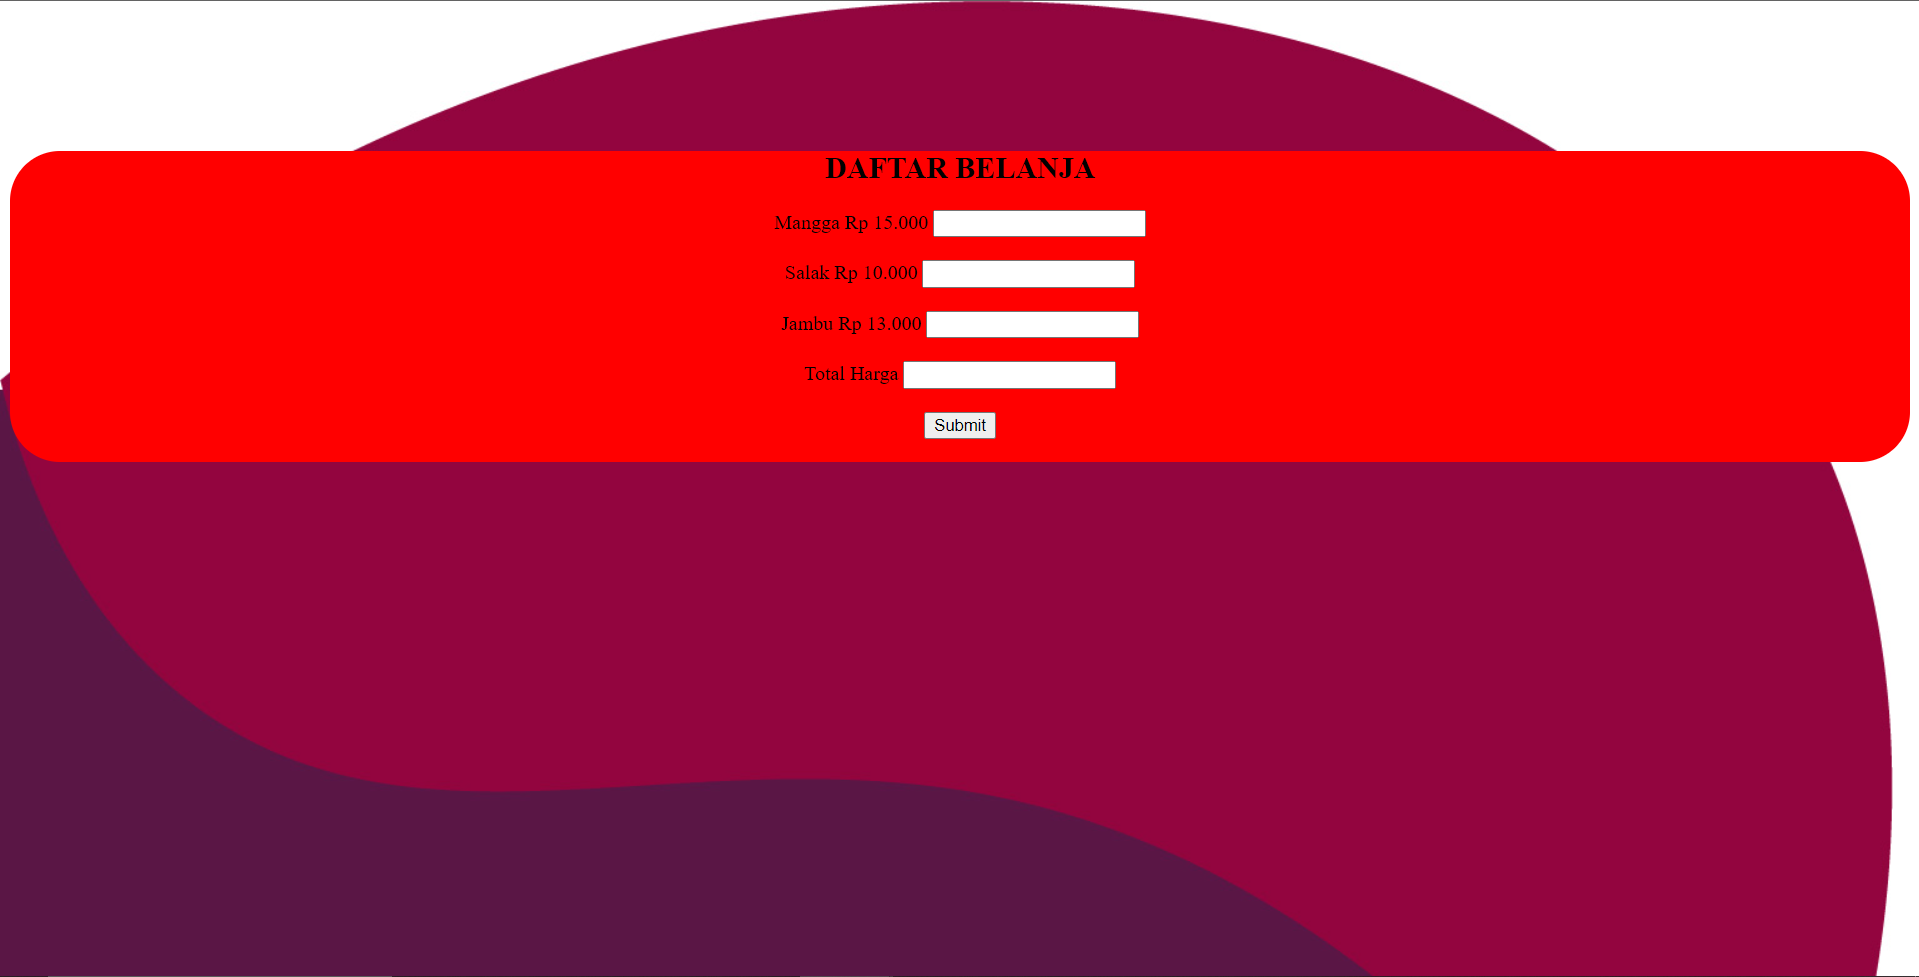 DAFTAR BELANJA
Mangga Rp 15.000
Salak Rp 10.000
Jambu Rp 13.000
Total Harga
Submit